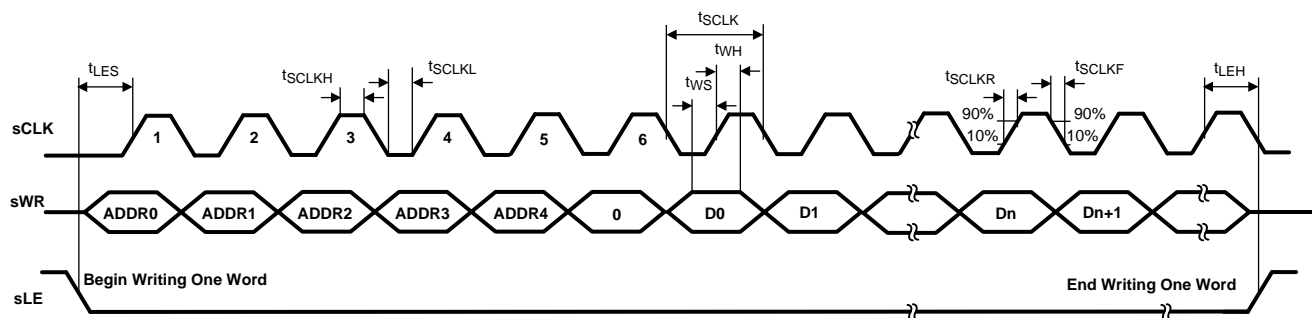 tSCLK
tWH
tLES
tSCLKH
tSCLKL
tWS
tSCLKR
tSCLKF
tLEH
sCLK
1
2
3
4
5
6
90%
90%
10%
10%
sWR
ADDR0
ADDR1
ADDR2
ADDR3
ADDR4
0
D0
D1
Dn
Dn+1
Begin Writing One Word
End Writing One Word
sLE